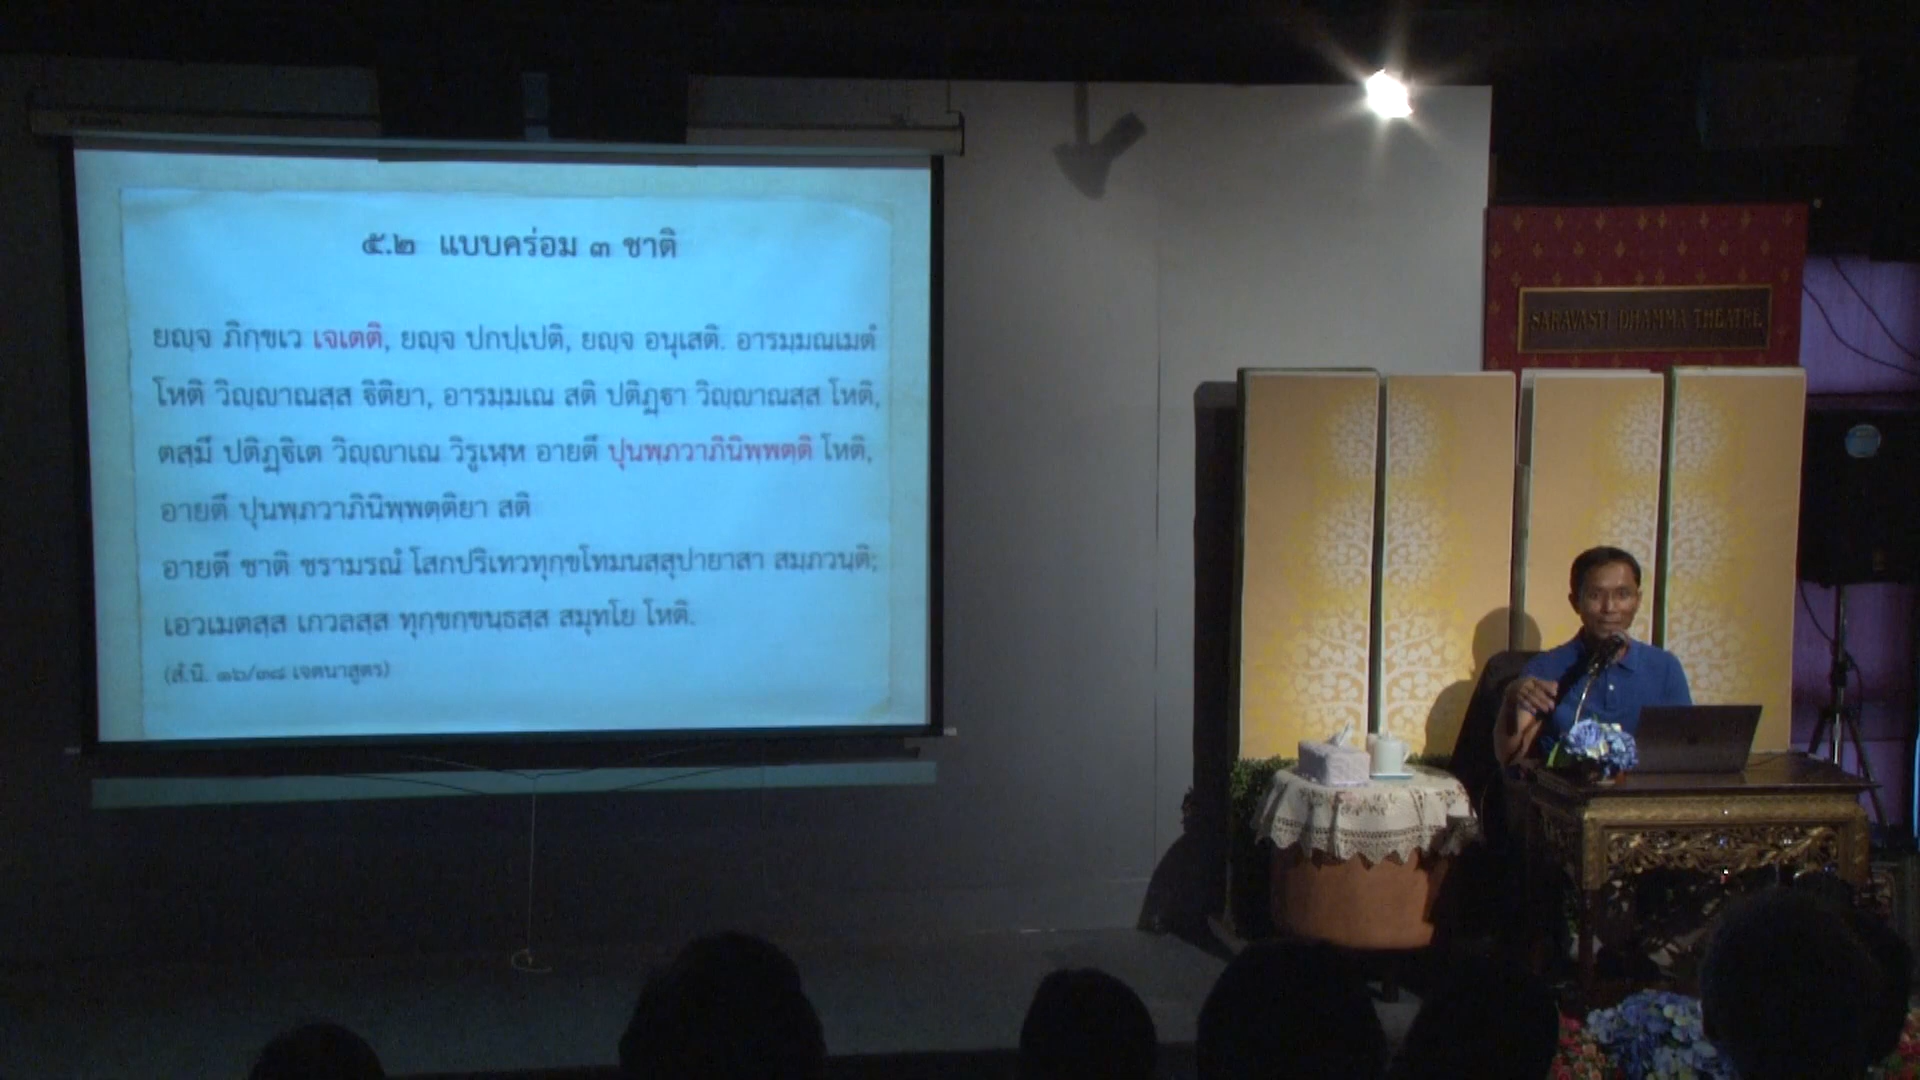 ๕.๒ แบบคร่อม ๓ ชาติ
ยญฺจ ภิกฺขเว เจเตติ, ยญฺจ ปกปฺเปติ, ยญฺจ อนุเสติ. อารมฺมณเมตํ
โหติ วิญฺญาณสฺส ฐิติยา, อารมฺมเณ สติ ปติฏฺฐา วิญฺญาณสฺส โหติ,
ตสฺมึ ปติฏฺฐิเต วิญฺญาเณ วิรูเฬฺห อายตึ ปุนพฺภวาภินิพฺพตฺติ โหติ,
อายตึ ปุนพฺภวาภินิพฺพตฺติยา สติ
อายตึ ชาติ ชรามรณํ โสกปริเทวทุกฺขโทมนสฺสุปายาสา สมฺภวนฺติ;
เอวเมตสฺส เกวลสฺส ทุกฺขกฺขนฺธสฺส สมุทโย โหติ.
(สํ.นิ. ๑๖/๓๘ เจตนาสูตร)
SARAVASTI DHAMMA THEATRE